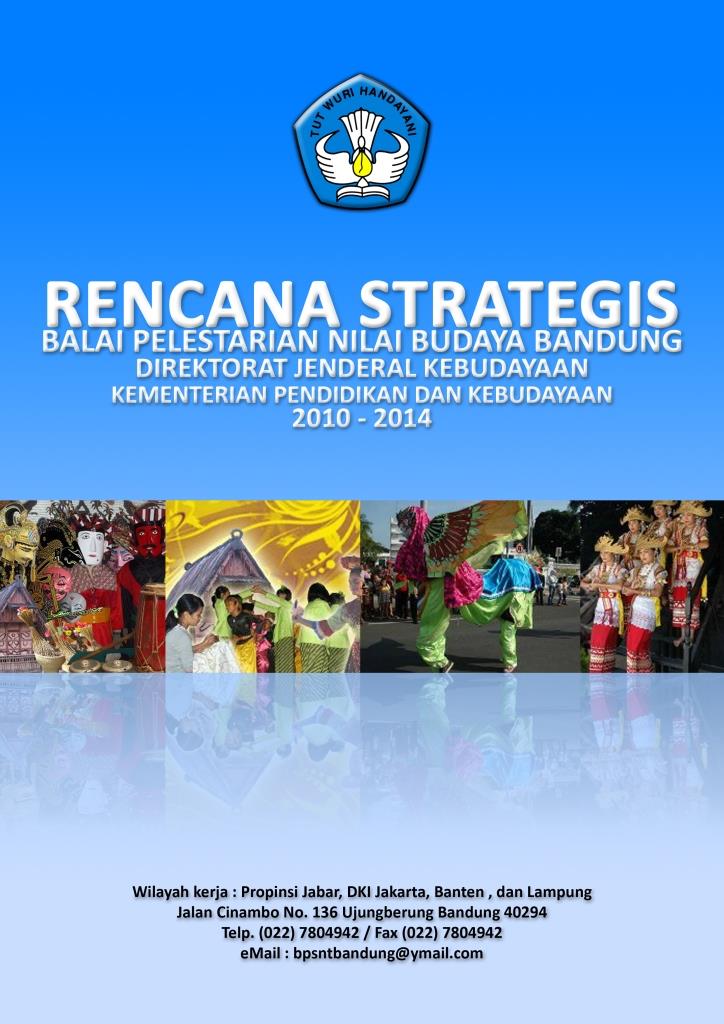 TUT WURI HANDAYANI
RENCANA STRATEGIS
BALAI PELESTARIAN NILAI BUDAYA BANDUNG
DIREKTORAT JENDERAL KEBUDAYAAN
KEMENTERIAN PENDIDIKAN DAN KEBUDAYAAN
2010 - 2014
Wilayah kerja : Propinsi Jabar, DKI Jakarta, Banten , dan Lampung
Jalan Cinambo No. 136 Ujungberung Bandung 40294
Telp. (022) 7804942 / Fax (022) 7804942
eMail : bpsntbandung@ymail.com